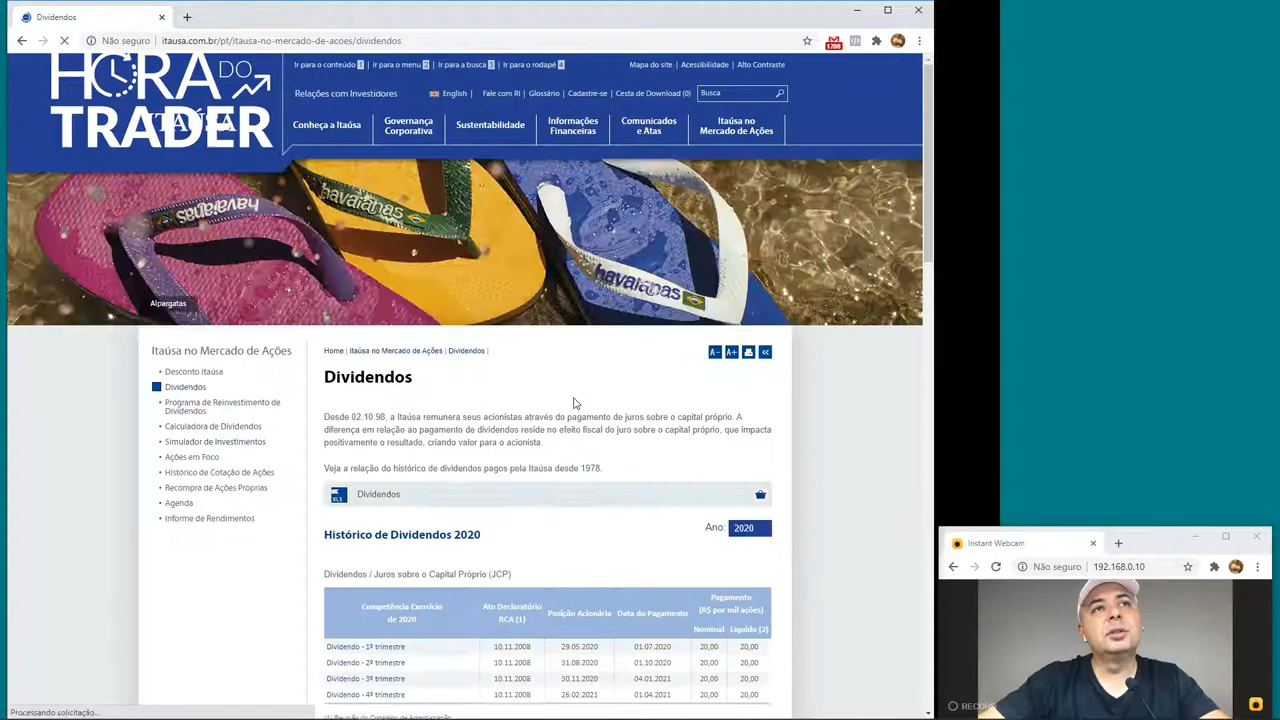 Dividendos
Não seguro
itausa.com.br/pt/itausa-no-mercado-de-acoes/dividendos
1708
HORA DO
TRADER
ITAÚSA
Ir para o conteúdo 1
Ir para o menu 2
Ir para a busca 3
Ir para o rodapé 4
Mapa do site
Acessibilidade
Alto Contraste
Relações com Investidores
English
Fale com RI
Glossário
Cadastre-se
Cesta de Download (0)
Busca
Conheça a Itaúsa
Governança
Corporativa
Sustentabilidade
Informações
Financeiras
Comunicados
e Atas
Itaúsa no
Mercado de Ações
havaianas
havaianas
havaianas
Alpargatas
Itaúsa no Mercado de Ações
Desconto Itaúsa
Dividendos
Programa de Reinvestimento de
Dividendos
Calculadora de Dividendos
Simulador de Investimentos
Ações em Foco
Histórico de Cotação de Ações
Recompra de Ações Próprias
Agenda
Informe de Rendimentos
Home | Itaúsa no Mercado de Ações | Dividendos |
A- A+ «
Dividendos
Desde 02.10.98, a Itaúsa remunera seus acionistas através do pagamento de juros sobre o capital próprio. A
diferença em relação ao pagamento de dividendos reside no efeito fiscal do juro sobre o capital próprio, que impacta
positivamente o resultado, criando valor para o acionista.
Veja a relação do histórico de dividendos pagos pela Itaúsa desde 1978.
XLS
Dividendos
Histórico de Dividendos 2020
Ano: 2020
Dividendos / Juros sobre o Capital Próprio (JCP)
Competência Exercício
de 2020
Ato Declaratório
RCA (1)
Posição Acionária
Data do Pagamento
Pagamento
(R$ por mil ações)
Nominal
Líquido (2)
Dividendo - 1º trimestre 10.11.2008 29.05.2020 01.07.2020 20,00 20,00
Dividendo - 2º trimestre 10.11.2008 31.08.2020 01.10.2020 20,00 20,00
Dividendo - 3º trimestre 10.11.2008 30.11.2020 04.01.2021 20,00 20,00
Dividendo - 4º trimestre 10.11.2008 26.02.2021 01.04.2021 20,00 20,00
(1) Reunião do Conselho de Administração
Processando solicitação...
Instant Webcam
Não seguro
192.168.0.10
RECORD